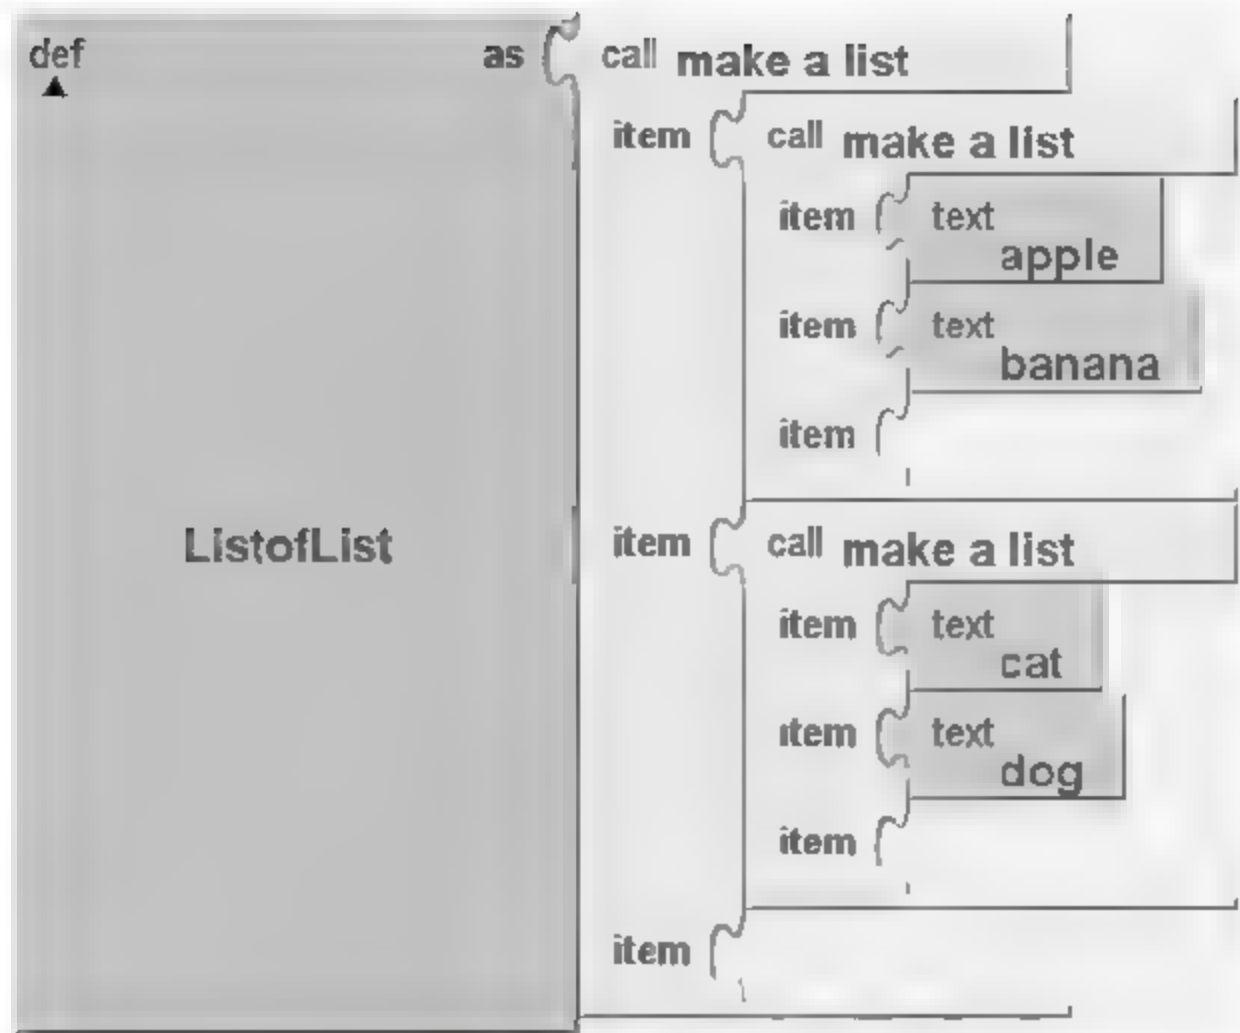 def as call make a list
item call make a list
item text
apple
item text
banana
item
ListofList item call make a list
item text
cat
item text
dog
item
item